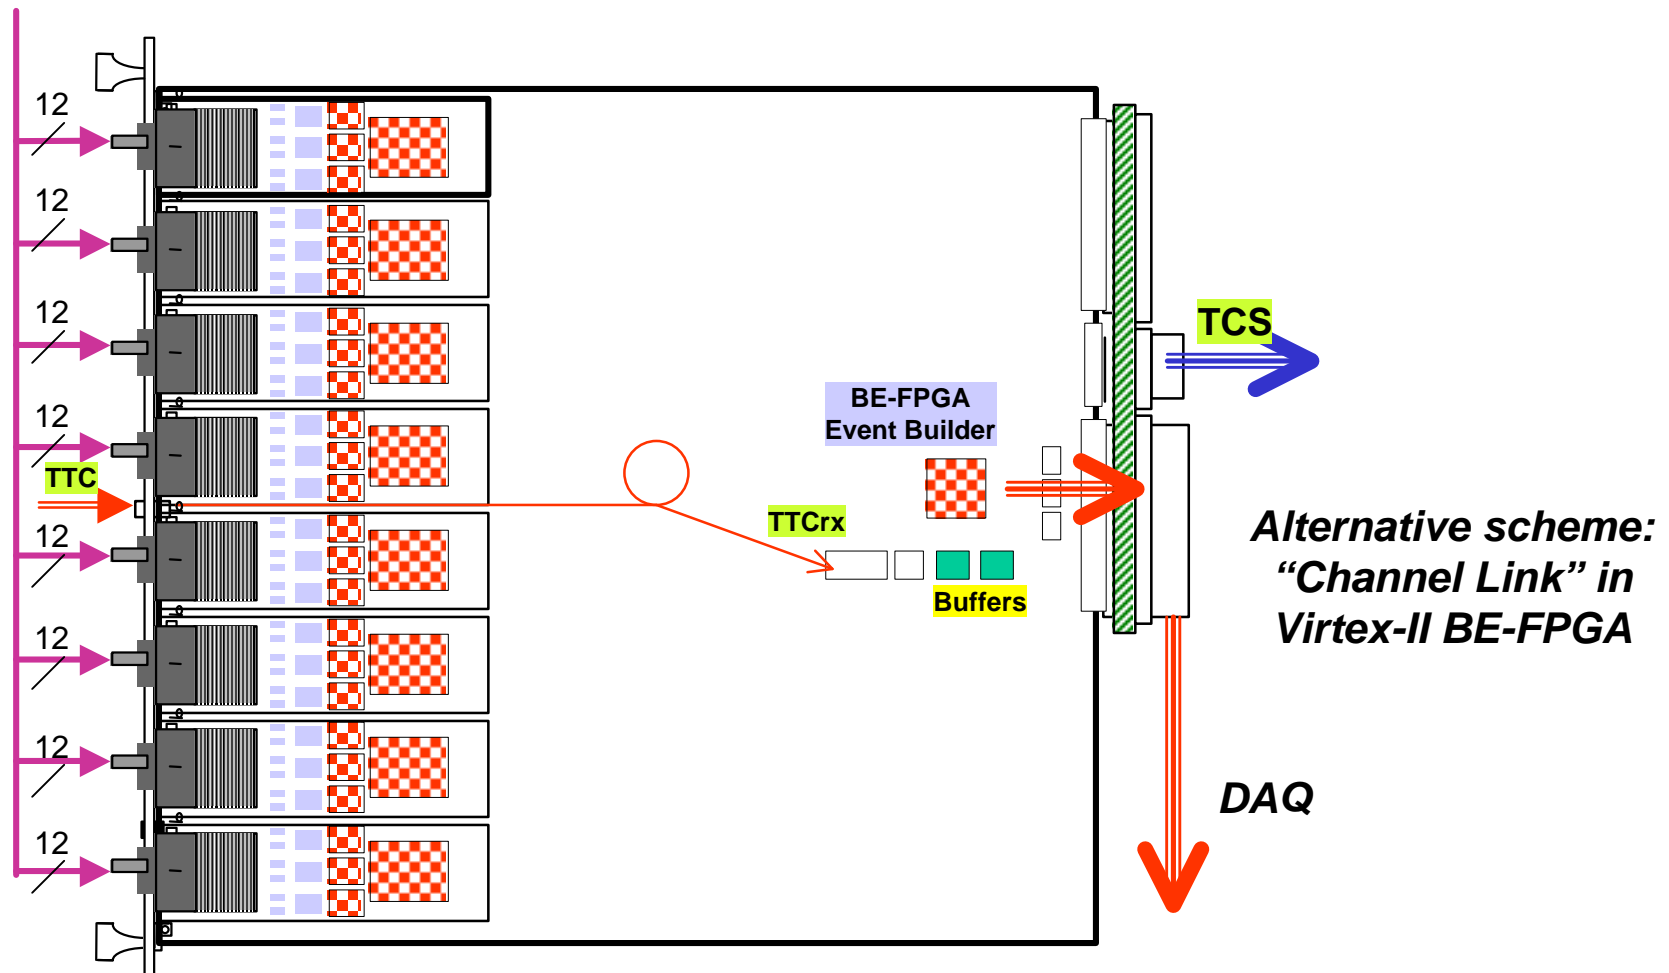 12
12
12
12
TTC
12
12
12
12
TCS
BE-FPGA
Event Builder
TTCrx
Buffers
Alternative scheme:
“Channel Link” in
Virtex-II BE-FPGA
DAQ